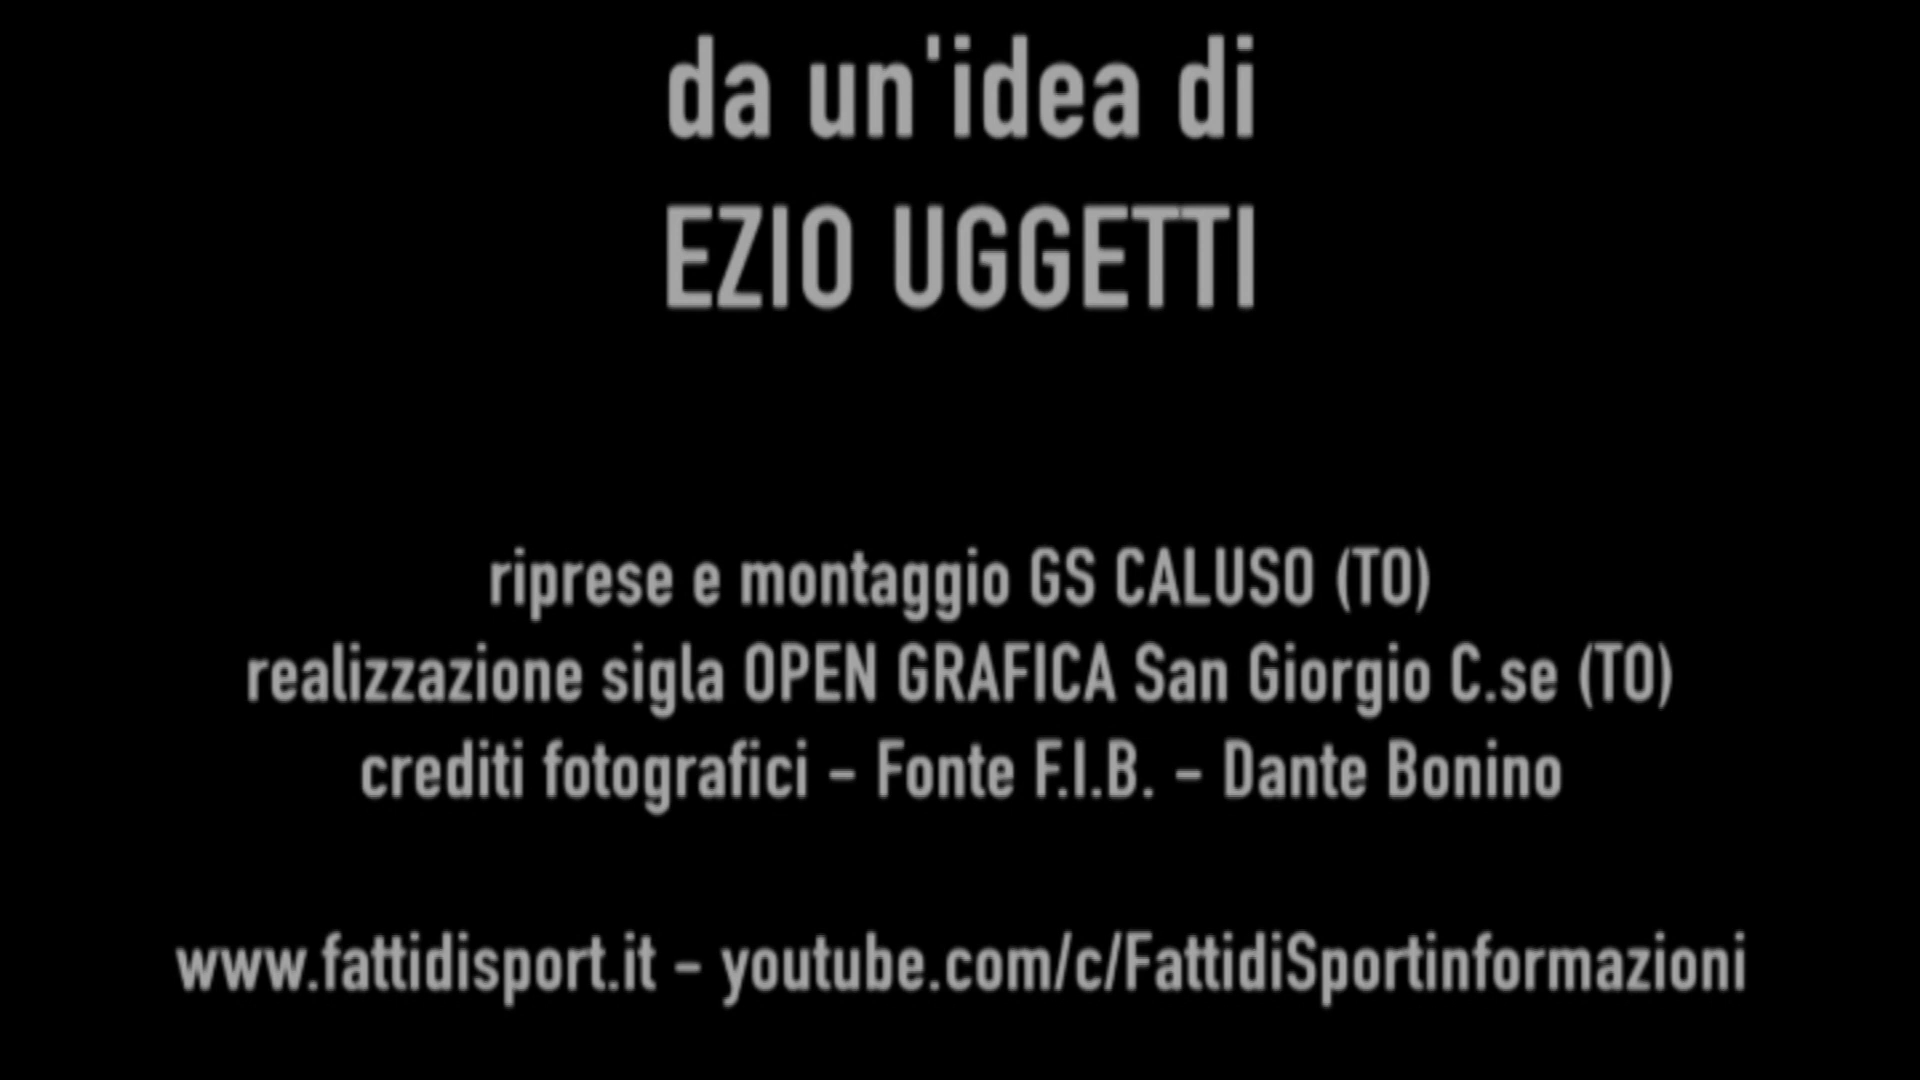 da un'idea di
EZIO UGGETTI
riprese e montaggio GS CALUSO (TO)
realizzazione sigla OPEN GRAFICA San Giorgio C.se (TO)
crediti fotografici – Fonte F.I.B. – Dante Bonino
www.fattidisport.it – youtube.com/c/FattidiSportinformazioni